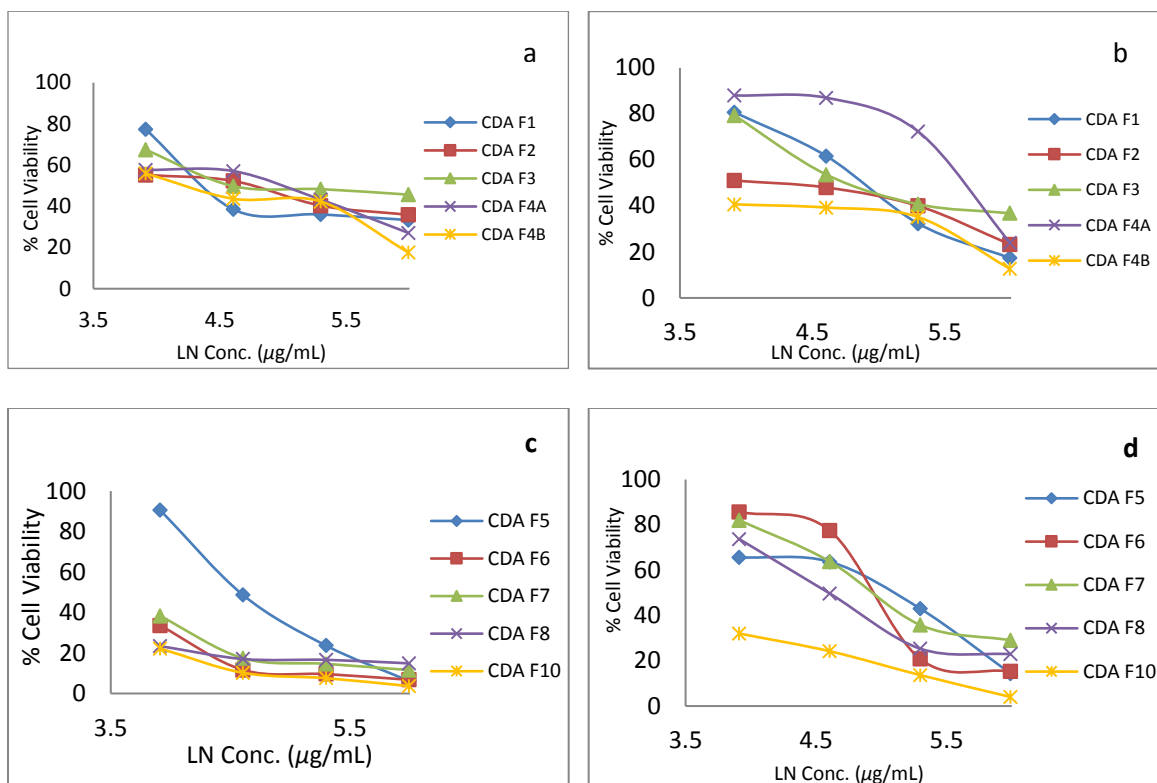 a
100
80
60
40
20
0
% Cell Viability
3.5
4.5
5.5
LN Conc. (µg/mL)
CDA F1
CDA F2
CDA F3
CDA F4A
CDA F4B
b
100
80
60
40
20
0
% Cell Viability
3.5
4.5
5.5
LN Conc. (µg/mL)
CDA F1
CDA F2
CDA F3
CDA F4A
CDA F4B
c
100
80
60
40
20
0
% Cell Viability
3.5
5.5
LN Conc. (µg/mL)
CDA F5
CDA F6
CDA F7
CDA F8
CDA F10
d
100
80
60
40
20
0
% Cell Viability
3.5
4.5
5.5
LN Conc. (µg/mL)
CDA F5
CDA F6
CDA F7
CDA F8
CDA F10